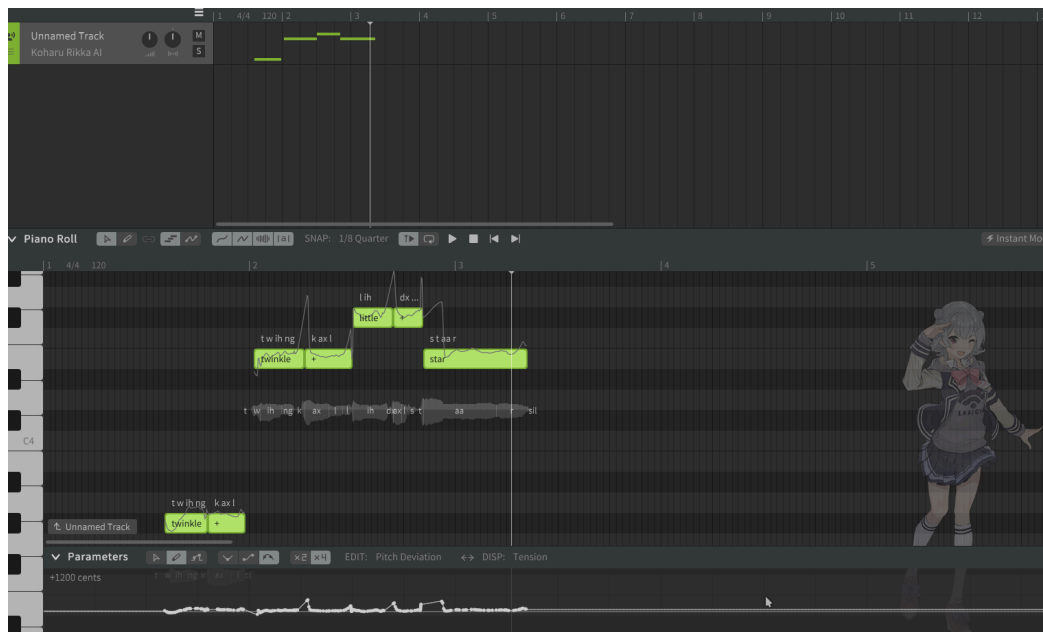 1 4/4 120 2 3 4 5 6 7 8 9 10 11 12
Unnamed Track M
Koharu Rikka AI S
Piano Roll SNAP: 1/8 Quarter Instant Mo
1 4/4 120 2 3 4 5
l ih dx ...
little +
t w ih ng k ax l s t aa r
twinkle + star
t w ih ng k ax l l ih dx ax l s t aa r sil
C4
t w ih ng k ax l
twinkle +
Unnamed Track
Parameters x2 x4 EDIT: Pitch Deviation DISP: Tension
+1200 cents